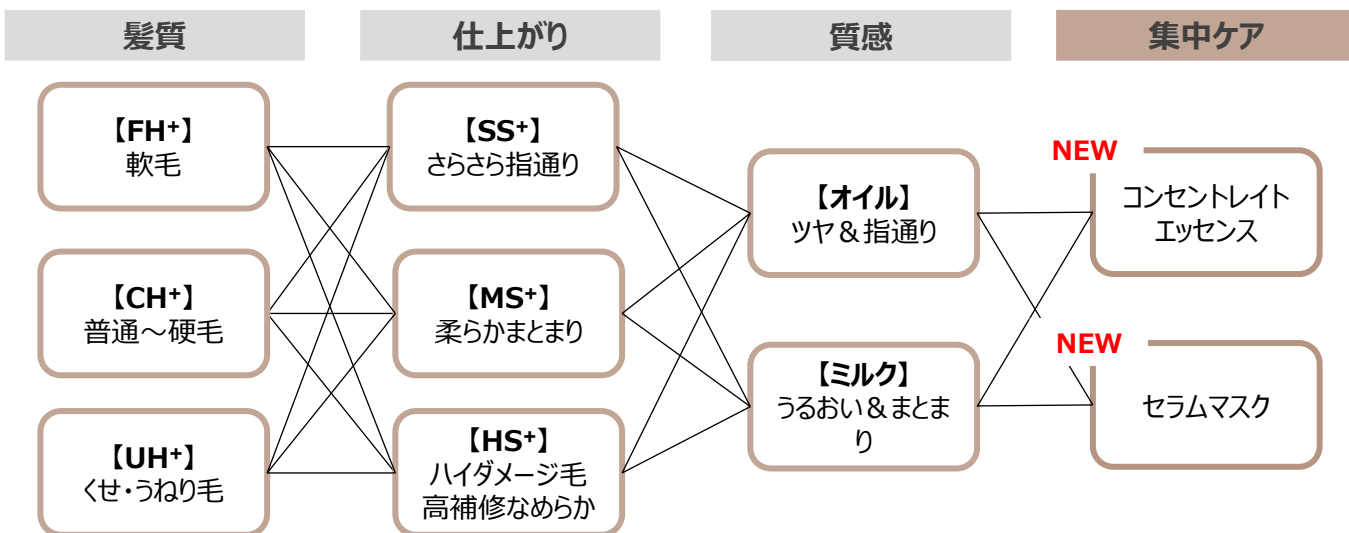 髪質
仕上がり
質感
集中ケア
【FH⁺】
軟毛
【CH⁺】
普通～硬毛
【UH⁺】
くせ・うねり毛
【SS⁺】
さらさら指通り
【MS⁺】
柔らかまとまり
【HS⁺】
ハイダメージ毛
高補修なめらか
【オイル】
ツヤ＆指通り
【ミルク】
うるおい＆まとま
り
NEW
コンセントレイト
エッセンス
NEW
セラムマスク